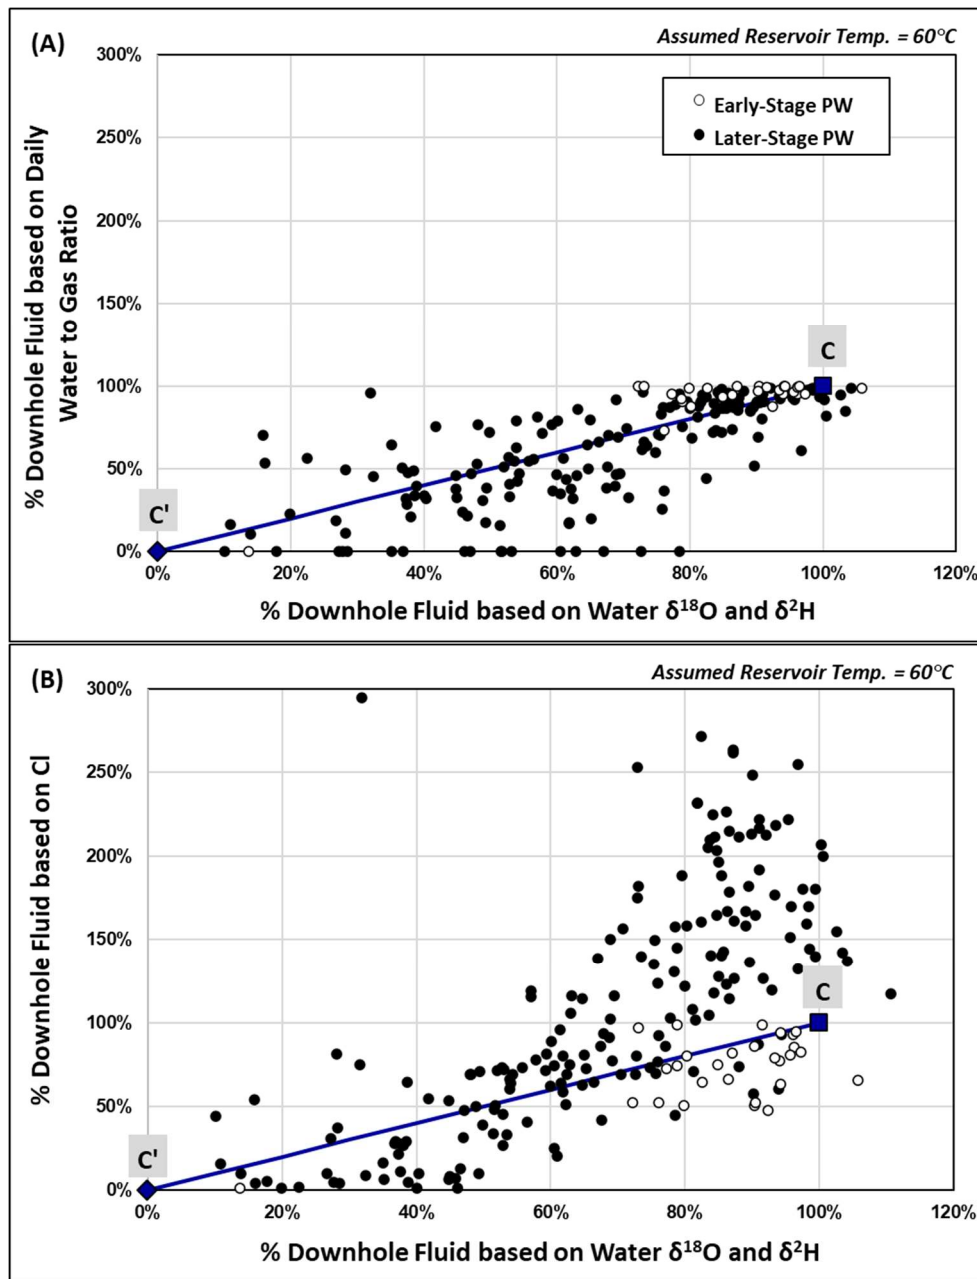 (A)
Assumed Reservoir Temp. = 60°C
300%
250%
200%
150%
100%
50%
0%
% Downhole Fluid based on Daily
Water to Gas Ratio
Early-Stage PW
Later-Stage PW
C
C'
0%
20%
40%
60%
80%
100%
120%
% Downhole Fluid based on Water δ¹⁸O and δ²H
(B)
Assumed Reservoir Temp. = 60°C
300%
250%
200%
150%
100%
50%
0%
% Downhole Fluid based on Cl
C
C'
0%
20%
40%
60%
80%
100%
120%
% Downhole Fluid based on Water δ¹⁸O and δ²H